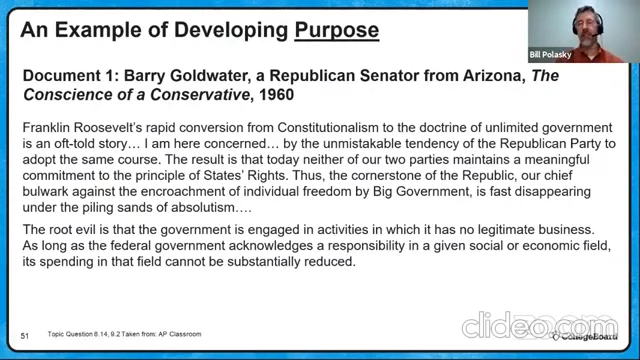 An Example of Developing Purpose
Bill Polasky
Document 1: Barry Goldwater, a Republican Senator from Arizona, The
Conscience of a Conservative, 1960
Franklin Roosevelt's rapid conversion from Constitutionalism to the doctrine of unlimited government
is an oft-told story… I am here concerned… by the unmistakable tendency of the Republican Party to
adopt the same course. The result is that today neither of our two parties maintains a meaningful
commitment to the principle of States' Rights. Thus, the cornerstone of the Republic, our chief
bulwark against the encroachment of individual freedom by Big Government, is fast disappearing
under the piling sands of absolutism….
The root evil is that the government is engaged in activities in which it has no legitimate business.
As long as the federal government acknowledges a responsibility in a given social or economic field,
its spending in that field cannot be substantially reduced.
51
Topic Question 8.14, 9.2 Taken from: AP Classroom
clideo.com
CollegeBoard